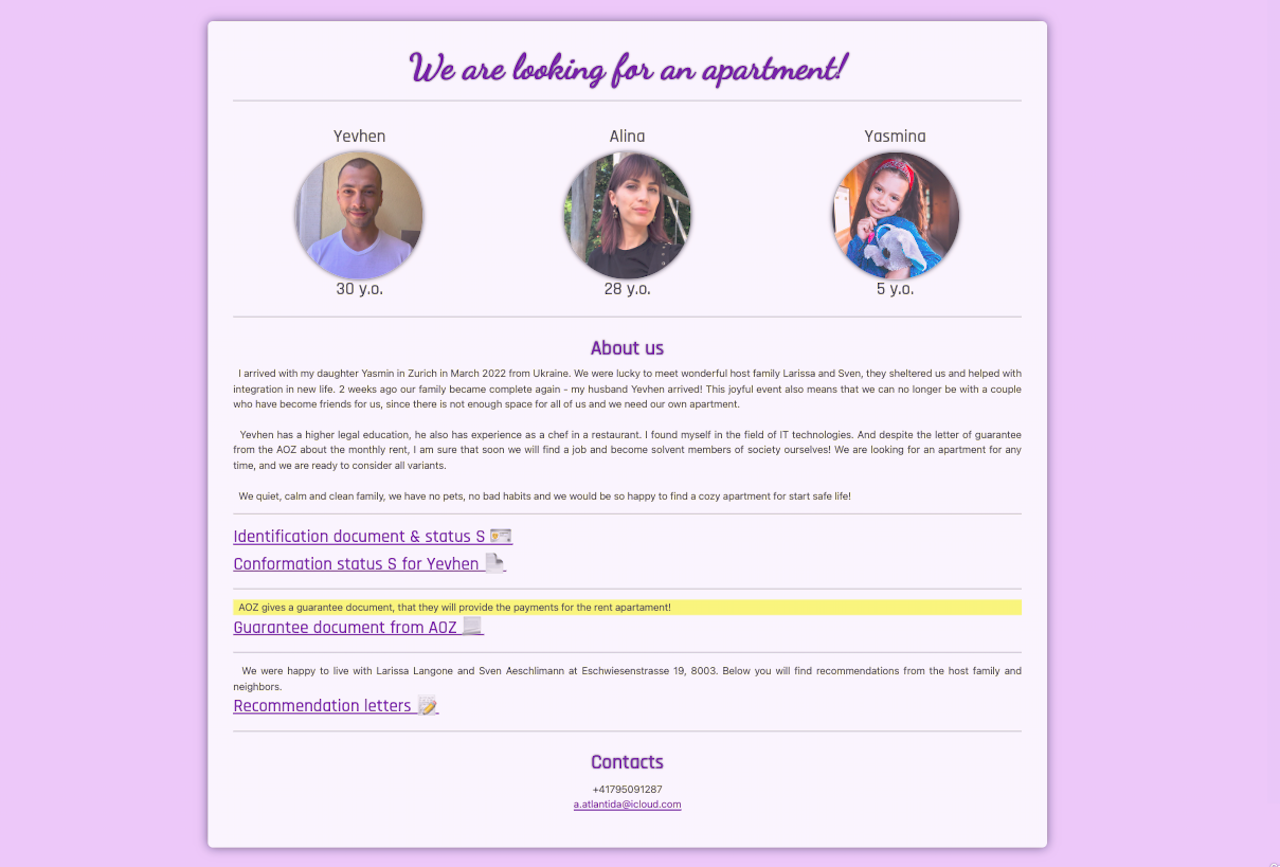 We are looking for an apartment!
Yevhen
Alina
Yasmina
30 y.o.
28 y.o.
5 y.o.
About us
I arrived with my daughter Yasmin in Zurich in March 2022 from Ukraine. We were lucky to meet wonderful host family Larissa and Sven, they sheltered us and helped with
integration in new life. 2 weeks ago our family became complete again - my husband Yevhen arrived! This joyful event also means that we can no longer be with a couple
who have become friends for us, since there is not enough space for all of us and we need our own apartment.
Yevhen has a higher legal education, he also has experience as a chef in a restaurant. I found myself in the field of IT technologies. And despite the letter of guarantee
from the AOZ about the monthly rent, I am sure that soon we will find a job and become solvent members of society ourselves! We are looking for an apartment for any
time, and we are ready to consider all variants.
We quiet, calm and clean family, we have no pets, no bad habits and we would be so happy to find a cozy apartment for start safe life!
Identification document & status S
Conformation status S for Yevhen
AOZ gives a guarantee document, that they will provide the payments for the rent apartament!
Guarantee document from AOZ
We were happy to live with Larissa Langone and Sven Aeschlimann at Eschwiesenstrasse 19, 8003. Below you will find recommendations from the host family and
neighbors.
Recommendation letters
Contacts
+41795091287
a.atlantida@icloud.com